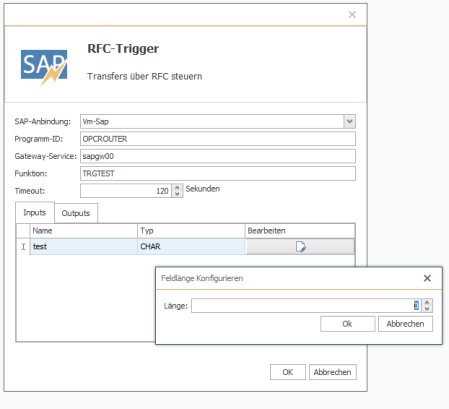 RFC-Trigger
SAP
Transfers über RFC steuern
SAP-Anbindung: Vm-Sap
Programm-ID: OPCROUTER
Gateway-Service: sapgw00
Funktion: TRGTEST
Timeout: 120 Sekunden
Inputs Outputs
Name Typ Bearbeiten
test CHAR
Feldlänge Konfigurieren
Länge:
Ok Abbrechen
OK Abbrechen